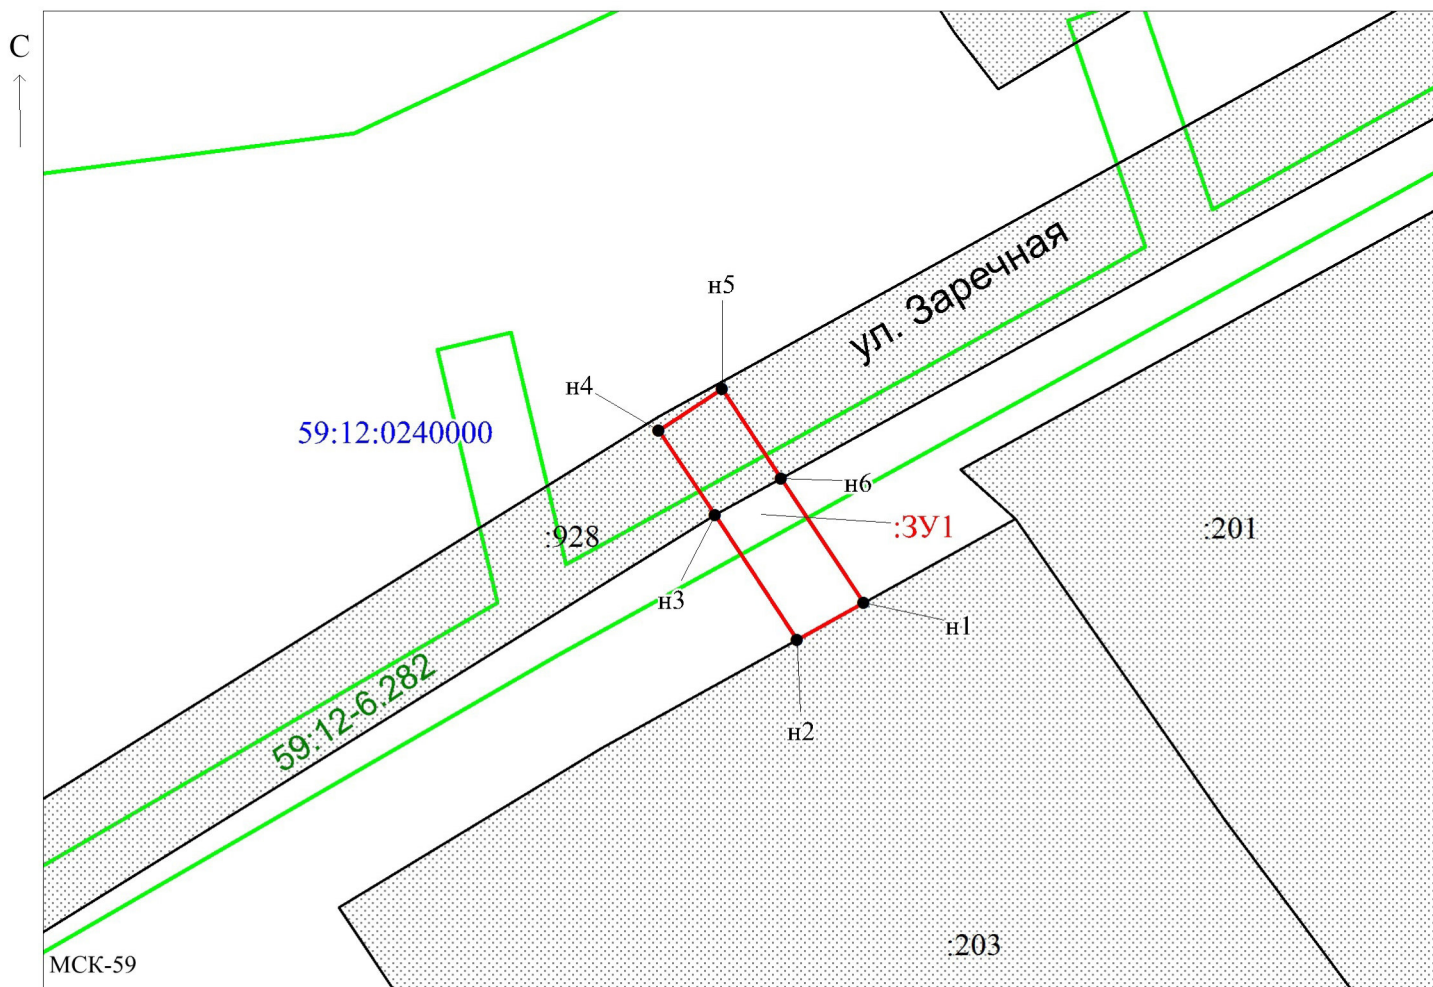 С
н5
ул. Заречная
н4
59:12:0240000
н6
:ЗУ1
:201
:928
н3
н1
59:12-6.282
н2
:203
МСК-59